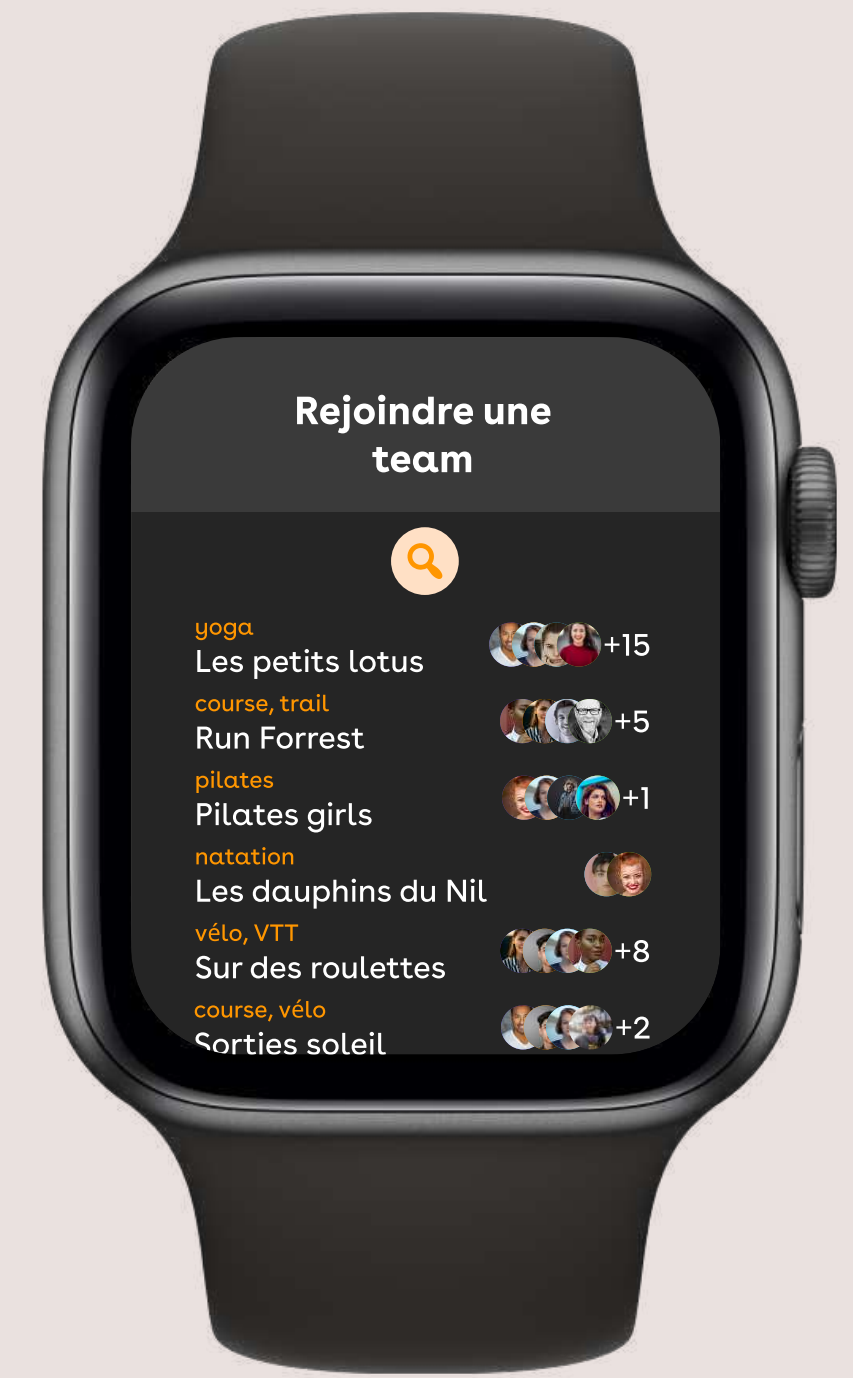 Rejoindre une
team
yoga
Les petits lotus
+15
course, trail
Run Forrest
+5
pilates
Pilates girls
+1
natation
Les dauphins du Nil
vélo, VTT
Sur des roulettes
+8
course, vélo
Sorties soleil
+2